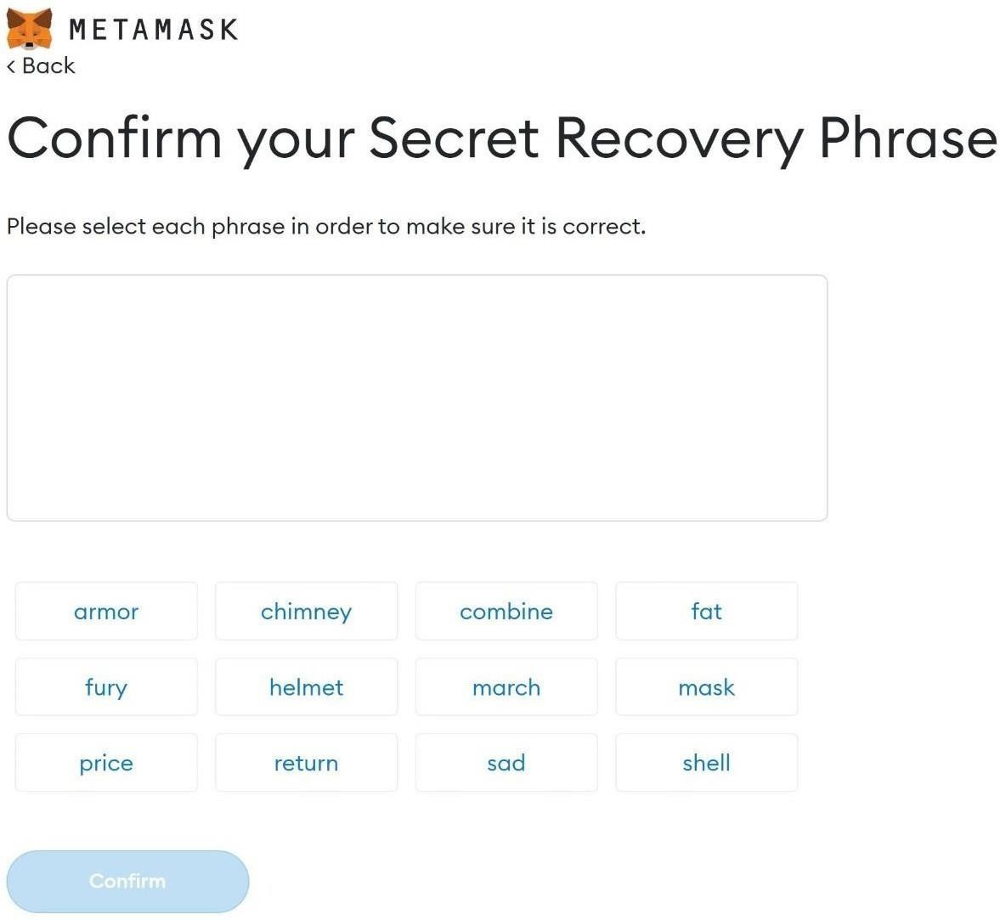 METAMASK
< Back
Confirm your Secret Recovery Phrase
Please select each phrase in order to make sure it is correct.
armor chimney combine fat
fury helmet march mask
price return sad shell
Confirm